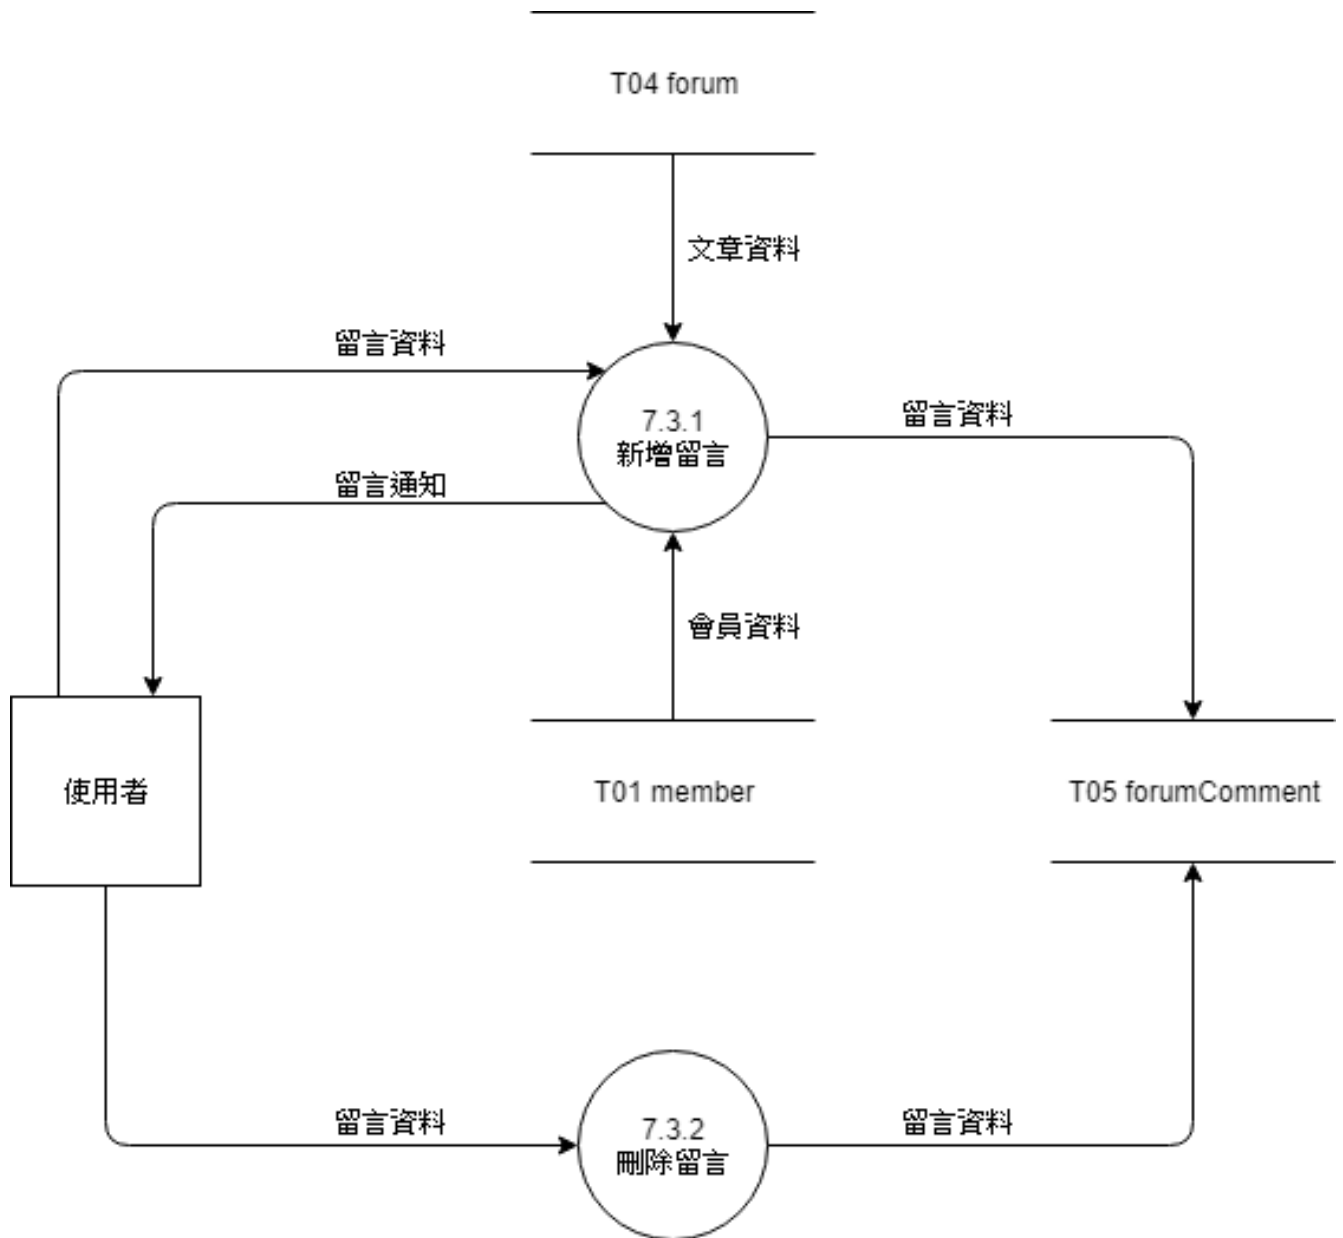 T04 forum
文章資料
留言資料
7.3.1
新增留言
留言資料
留言通知
會員資料
使用者
T01 member
T05 forumComment
留言資料
7.3.2
刪除留言
留言資料